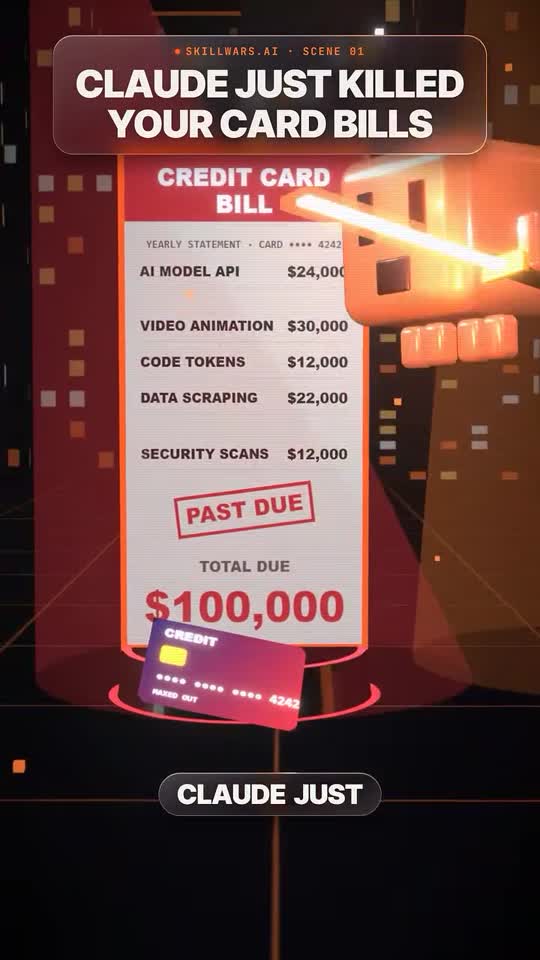 SKILLWARS.AI · SCENE 01
CLAUDE JUST KILLED
YOUR CARD BILLS
CREDIT CARD
BILL
YEARLY STATEMENT · CARD •••• 4242
AI MODEL API $24,000
VIDEO ANIMATION $30,000
CODE TOKENS $12,000
DATA SCRAPING $22,000
SECURITY SCANS $12,000
PAST DUE
TOTAL DUE
$100,000
CREDIT
•••• •••• •••• 4242
MAXED OUT
CLAUDE JUST